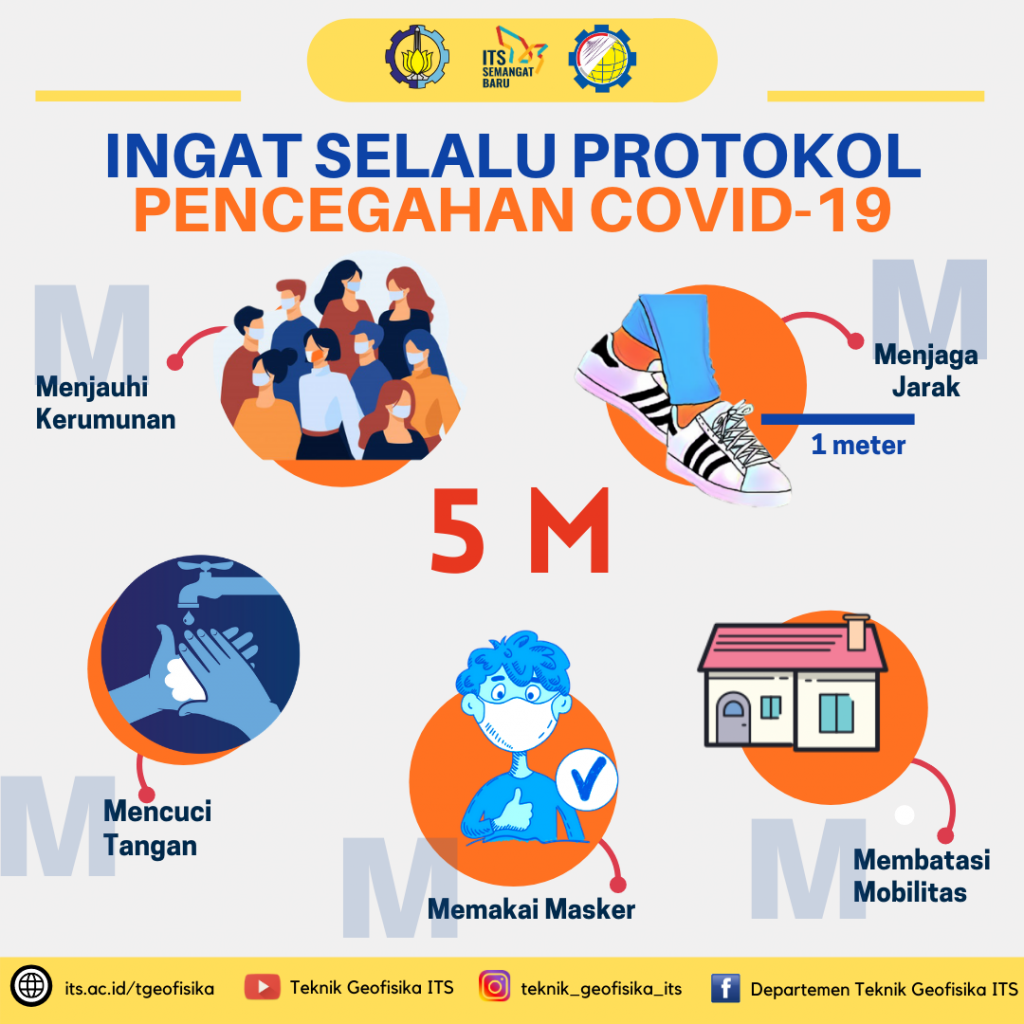 ITS
SEMANGAT
BARU
INGAT SELALU PROTOKOL
PENCEGAHAN COVID-19
M
Menjauhi
Kerumunan
M
Menjaga
Jarak
1 meter
5 M
M
Mencuci
Tangan
M
Memakai Masker
M
Membatasi
Mobilitas
its.ac.id/tgeofisika
Teknik Geofisika ITS
teknik_geofisika_its
Departemen Teknik Geofisika ITS